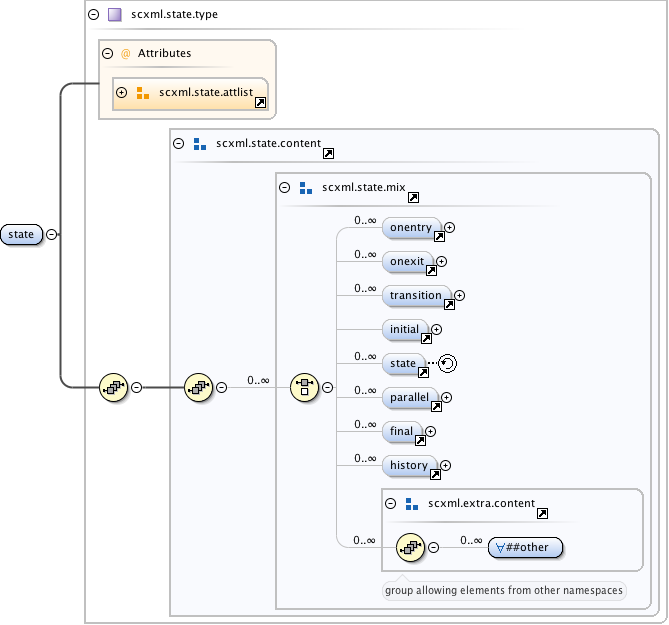 scxml.state.type
@ Attributes
scxml.state.attlist
scxml.state.content
scxml.state.mix
state
0..∞ onentry
0..∞ onexit
0..∞ transition
initial
0..∞ state
0..∞
0..∞ parallel
0..∞ final
0..∞ history
scxml.extra.content
0..∞ 0..∞ ∀##other
group allowing elements from other namespaces